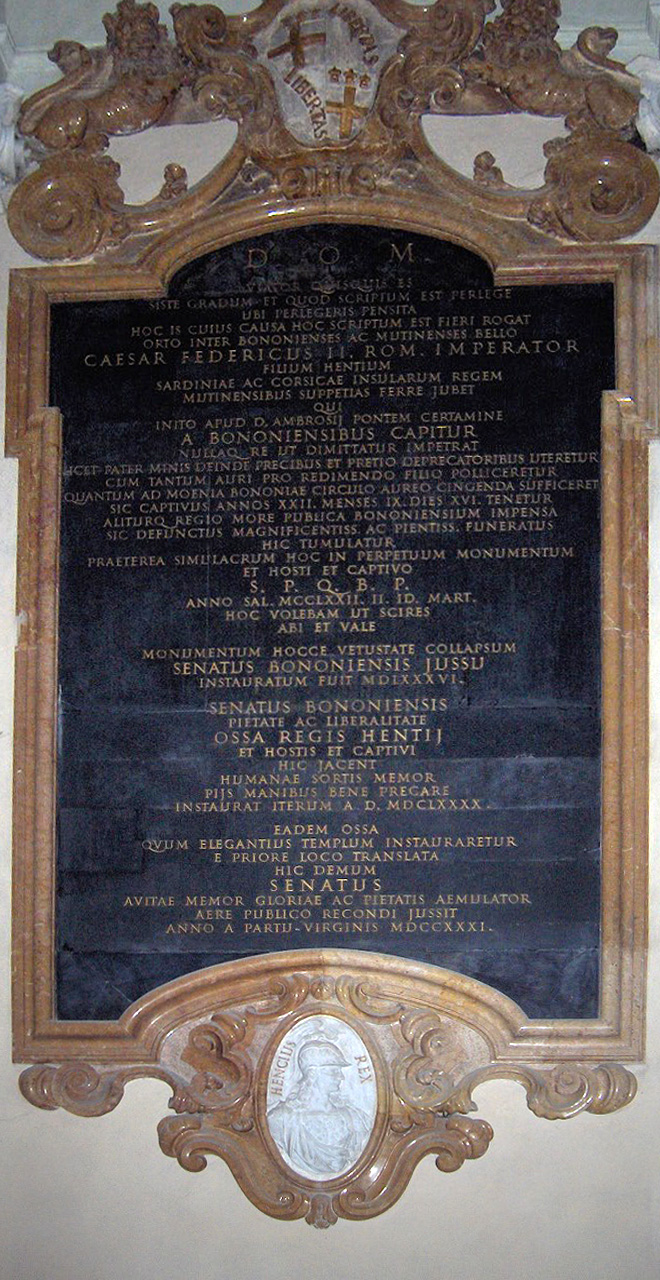 LIBERTAS
LIBERTAS
D O M
VIATOR QUISQUIS ES
SISTE GRADUM ET QUOD SCRIPTUM EST PERLEGE
UBI PERLEGERIS PENSITA
HOC IS CUIUS CAUSA HOC SCRIPTUM EST FIERI ROGAT
ORTO INTER BONONIENSES AC MUTINENSES BELLO
CAESAR FEDERICUS II. ROM. IMPERATOR
FILIUM HENTIUM
SARDINIAE AC CORSICAE INSULARUM REGEM
MUTINENSIBUS SUPPETIAS FERRE JUBET
QUI
INITO APUD D. AMBROSIJ PONTEM CERTAMINE
A BONONIENSIBUS CAPITUR
NULLAQ. RE UT DIMITTATUR IMPETRAT
LICET PATER MINIS DEINDE PRECIBUS ET PRETIO DEPRECATORIBUS UTERETUR
CUM TANTUM AURI PRO REDIMENDO FILIO POLLICERETUR
QUANTUM AD MOENIA BONONIAE CIRCULO AUREO CINGENDA SUFFICERET
SIC CAPTIVUS ANNOS XXII. MENSES IX. DIES XVI. TENETUR
ALITURQ. REGIO MORE PUBLICA BONONIENSIUM IMPENSA
SIC DEFUNCTUS MAGNIFICENTISS. AC PIENTISS. FUNERATUS
HIC TUMULATUR
PRAETEREA SIMULACRUM HOC IN PERPETUUM MONUMENTUM
ET HOSTI ET CAPTIVO
S. P. Q. B. P.
ANNO SAL. MCCLXXII. II. ID. MART.
HOC VOLEBAM UT SCIRES
ABI ET VALE
MONUMENTUM HOCCE VETUSTATE COLLAPSUM
SENATUS BONONIENSIS JUSSU
INSTAURATUM FUIT MDLXXXVI.
SENATUS BONONIENSIS
PIETATE AC LIBERALITATE
OSSA REGIS HENTIJ
ET HOSTIS ET CAPTIVI
HIC JACENT
HUMANAE SORTIS MEMOR
PIJS MANIBUS BENE PRECARE
INSTAURAT ITERUM A D. MDCLXXXX.
EADEM OSSA
QVUM ELEGANTIUS TEMPLUM INSTAURARETUR
E PRIORE LOCO TRANSLATA
HIC DEMUM
SENATUS
AVITAE MEMOR GLORIAE AC PIETATIS AEMULATOR
AERE PUBLICO RECONDI JUSSIT
ANNO A PARTU-VIRGINIS MDCCXXXI.
HENCIUS REX